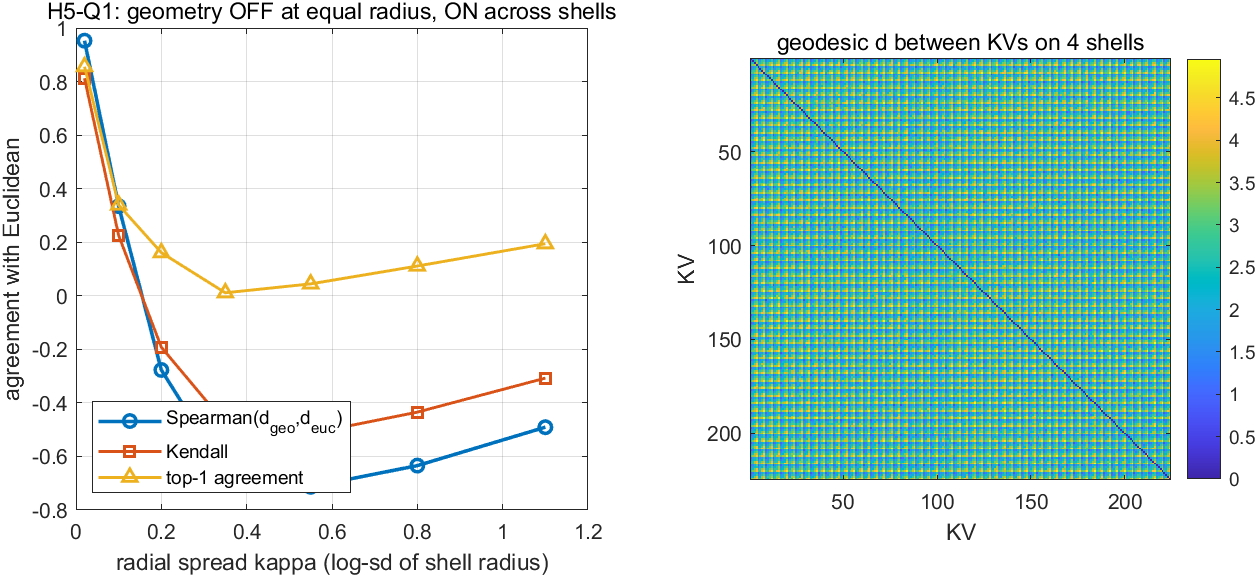 H5-Q1: geometry OFF at equal radius, ON across shells
1
0.8
0.6
0.4
0.2
0
-0.2
-0.4
-0.6
-0.8
agreement with Euclidean
Spearman(d_geo,d_euc)
Kendall
top-1 agreement
0 0.2 0.4 0.6 0.8 1 1.2
radial spread kappa (log-sd of shell radius)
geodesic d between KVs on 4 shells
50
100
150
200
KV
50 100 150 200
KV
4.5
4
3.5
3
2.5
2
1.5
1
0.5
0